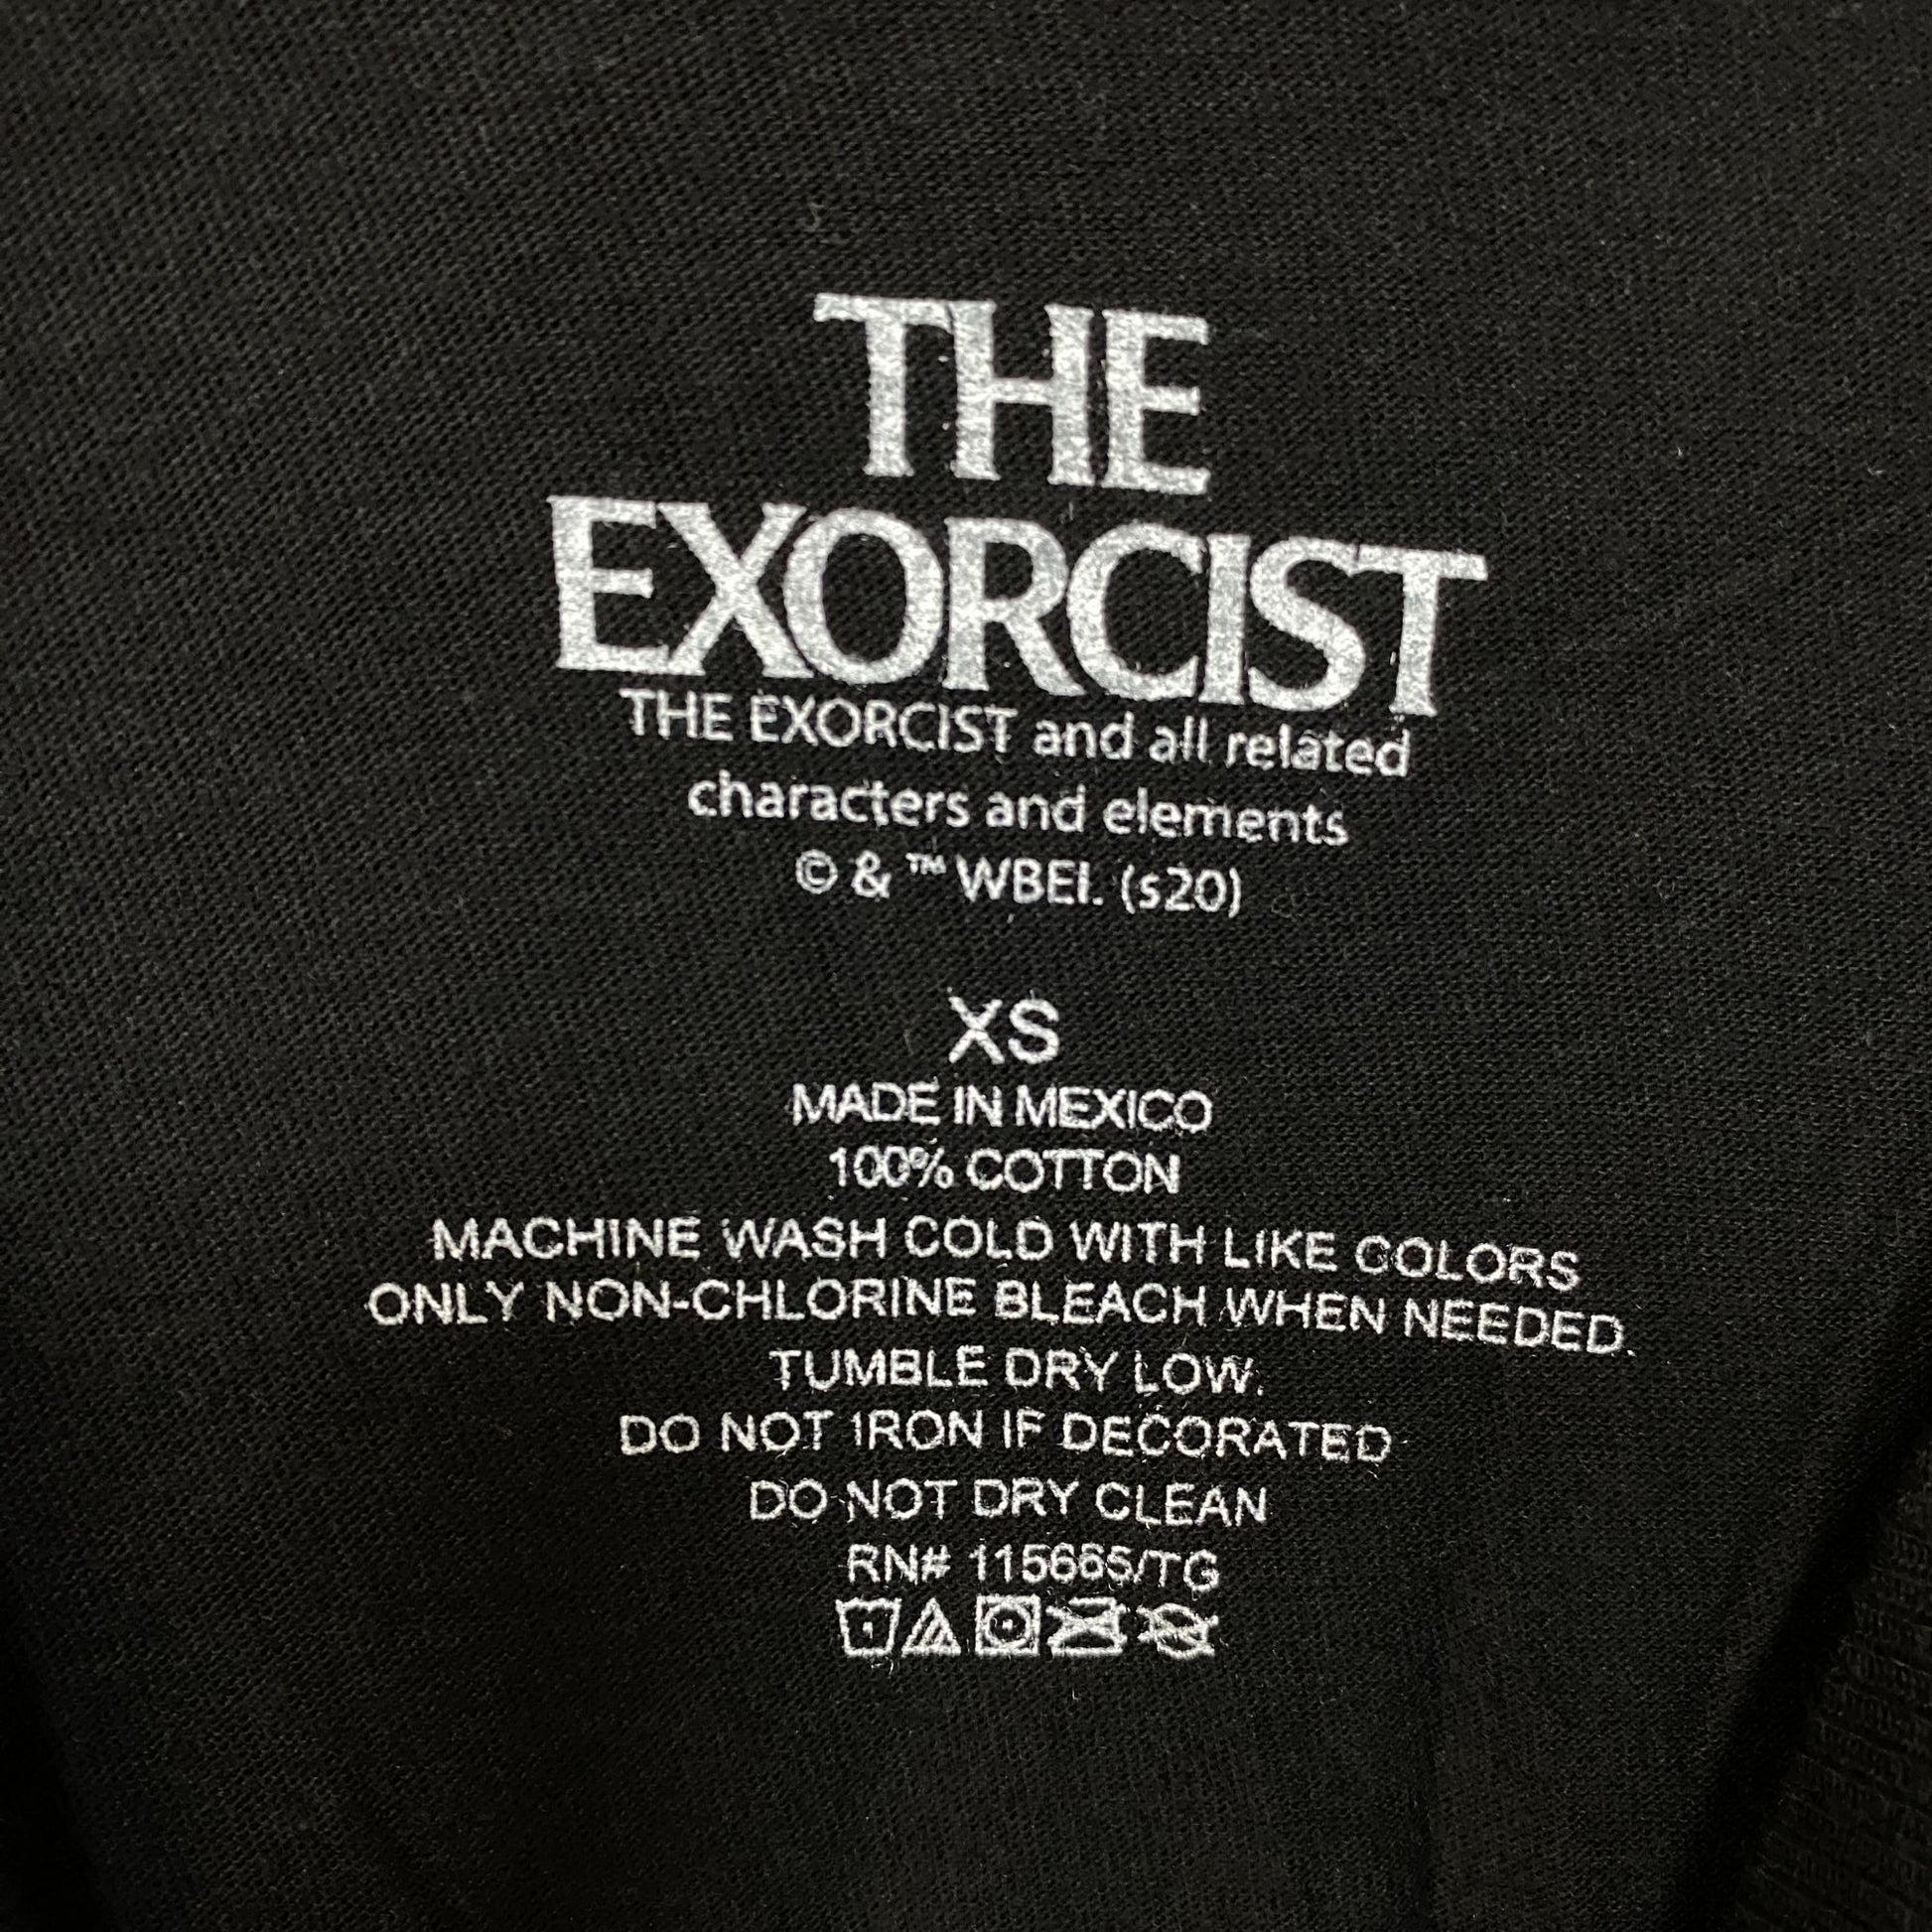 THE
EXORCIST
THE EXORCIST and all related
characters and elements
© & ™ WBEI. (s20)
XS
MADE IN MEXICO
100% COTTON
MACHINE WASH COLD WITH LIKE COLORS
ONLY NON-CHLORINE BLEACH WHEN NEEDED.
TUMBLE DRY LOW.
DO NOT IRON IF DECORATED
DO NOT DRY CLEAN
RN# 115665/TG